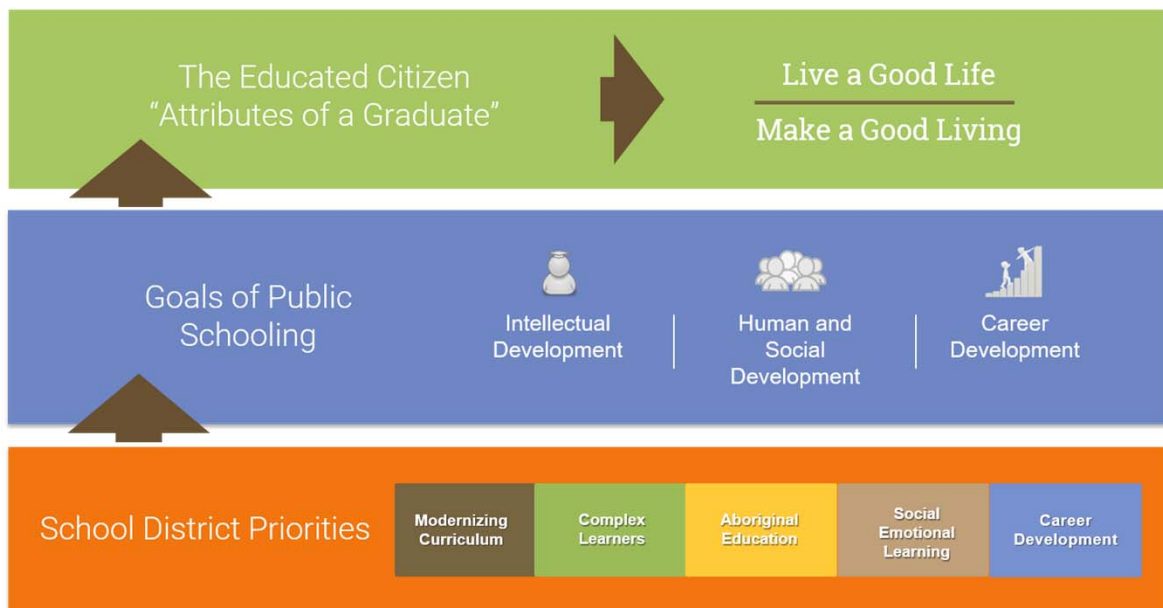 The Educated Citizen
“Attributes of a Graduate”
Live a Good Life
Make a Good Living
Goals of Public
Schooling
Intellectual
Development
Human and
Social
Development
Career
Development
School District Priorities
Modernizing
Curriculum
Complex
Learners
Aboriginal
Education
Social
Emotional
Learning
Career
Development